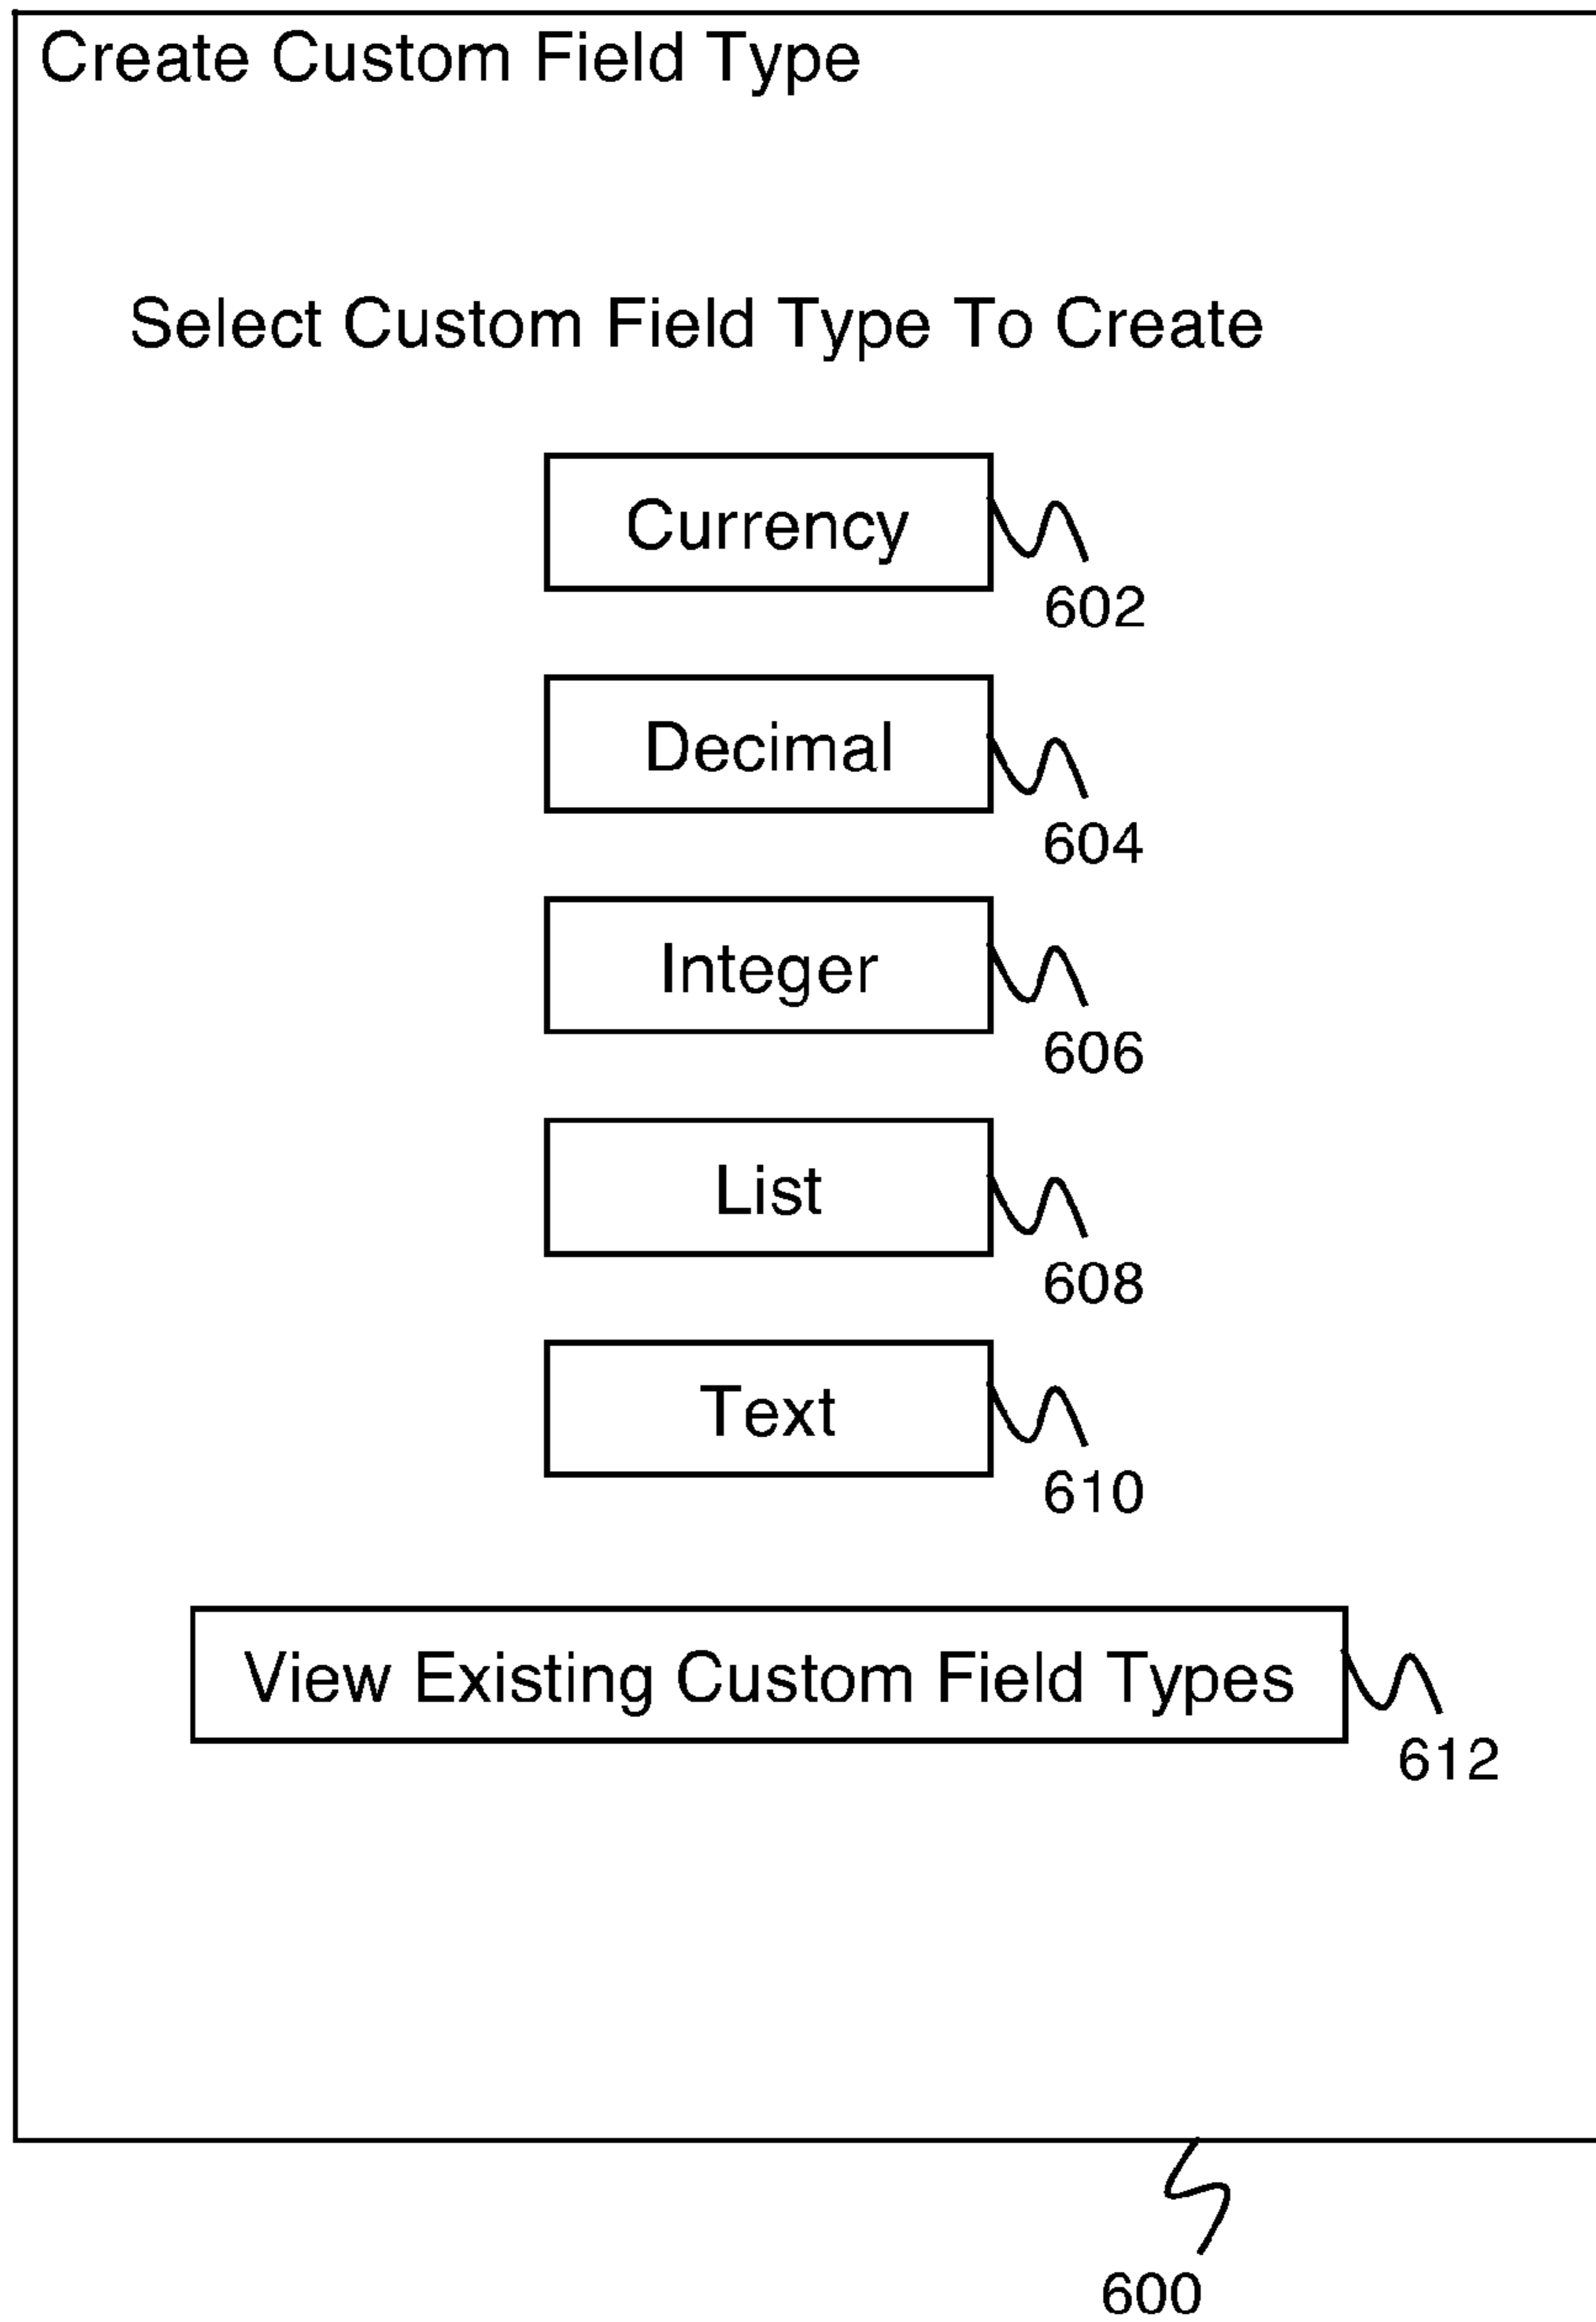 Create Custom Field Type
Select Custom Field Type To Create
Currency
602
Decimal
604
Integer
606
List
608
Text
610
View Existing Custom Field Types
612
600